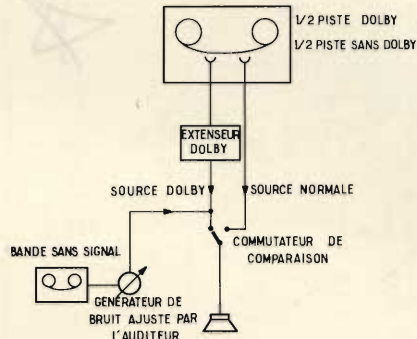 1/2 PISTE DOLBY
1/2 PISTE SANS DOLBY
EXTENSEUR
DOLBY
SOURCE DOLBY
SOURCE NORMALE
COMMUTATEUR DE
COMPARAISON
BANDE SANS SIGNAL
GÉNÉRATEUR DE
BRUIT AJUSTE PAR
L'AUDITEUR